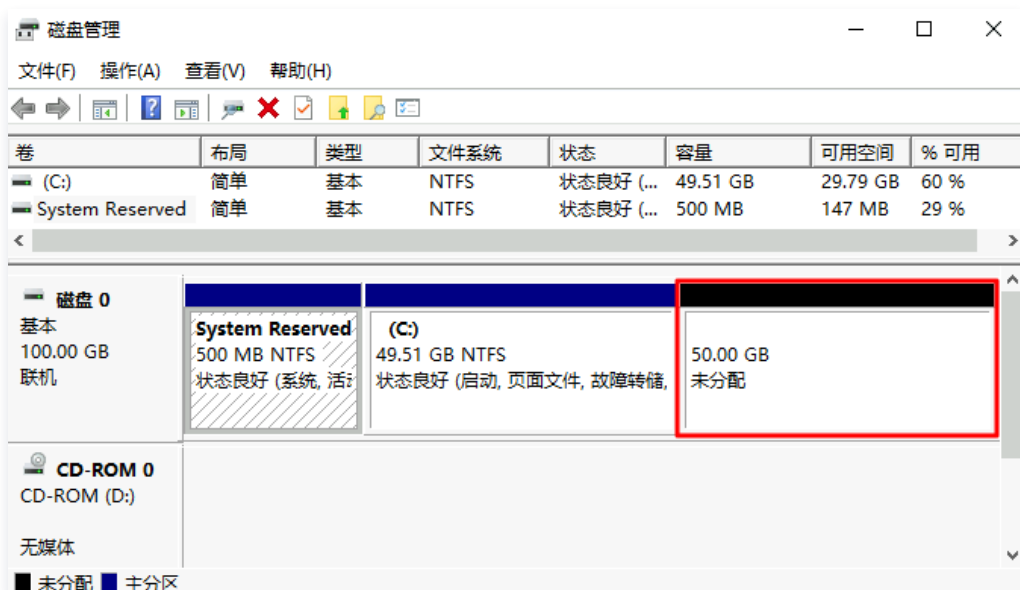 磁盘管理
文件(F) 操作(A) 查看(V) 帮助(H)
卷 布局 类型 文件系统 状态 容量 可用空间 % 可用
(C:) 简单 基本 NTFS 状态良好 (... 49.51 GB 29.79 GB 60 %
System Reserved 简单 基本 NTFS 状态良好 (... 500 MB 147 MB 29 %
磁盘 0
基本
100.00 GB
联机
System Reserved
500 MB NTFS
状态良好 (系统, 活
(C:)
49.51 GB NTFS
状态良好 (启动, 页面文件, 故障转储,
50.00 GB
未分配
CD-ROM 0
CD-ROM (D:)
无媒体
未分配 主分区